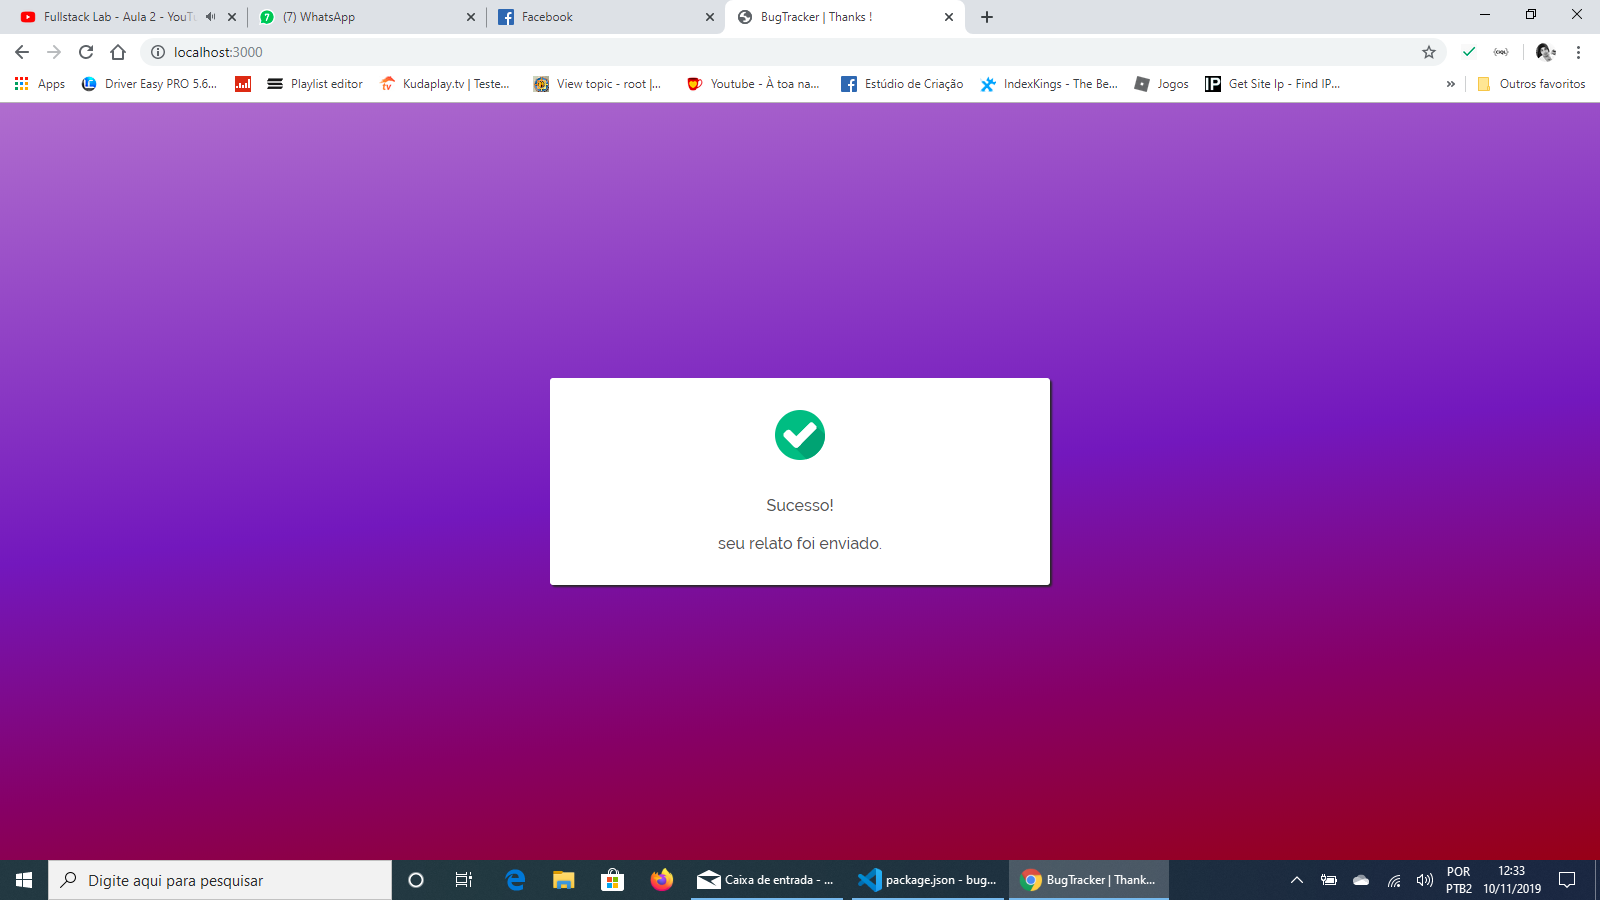 Fullstack Lab - Aula 2 - YouTu
7 (7) WhatsApp
Facebook
BugTracker | Thanks !
localhost:3000
Apps
Driver Easy PRO 5.6...
Playlist editor
Kudaplay.tv | Teste...
View topic - root |...
Youtube - À toa na...
Estúdio de Criação
IndexKings - The Be...
Jogos
IP Get Site Ip - Find IP...
»
Outros favoritos
Sucesso!
seu relato foi enviado.
Digite aqui para pesquisar
Caixa de entrada - ...
package.json - bug...
BugTracker | Thank...
POR
PTB2
12:33
10/11/2019